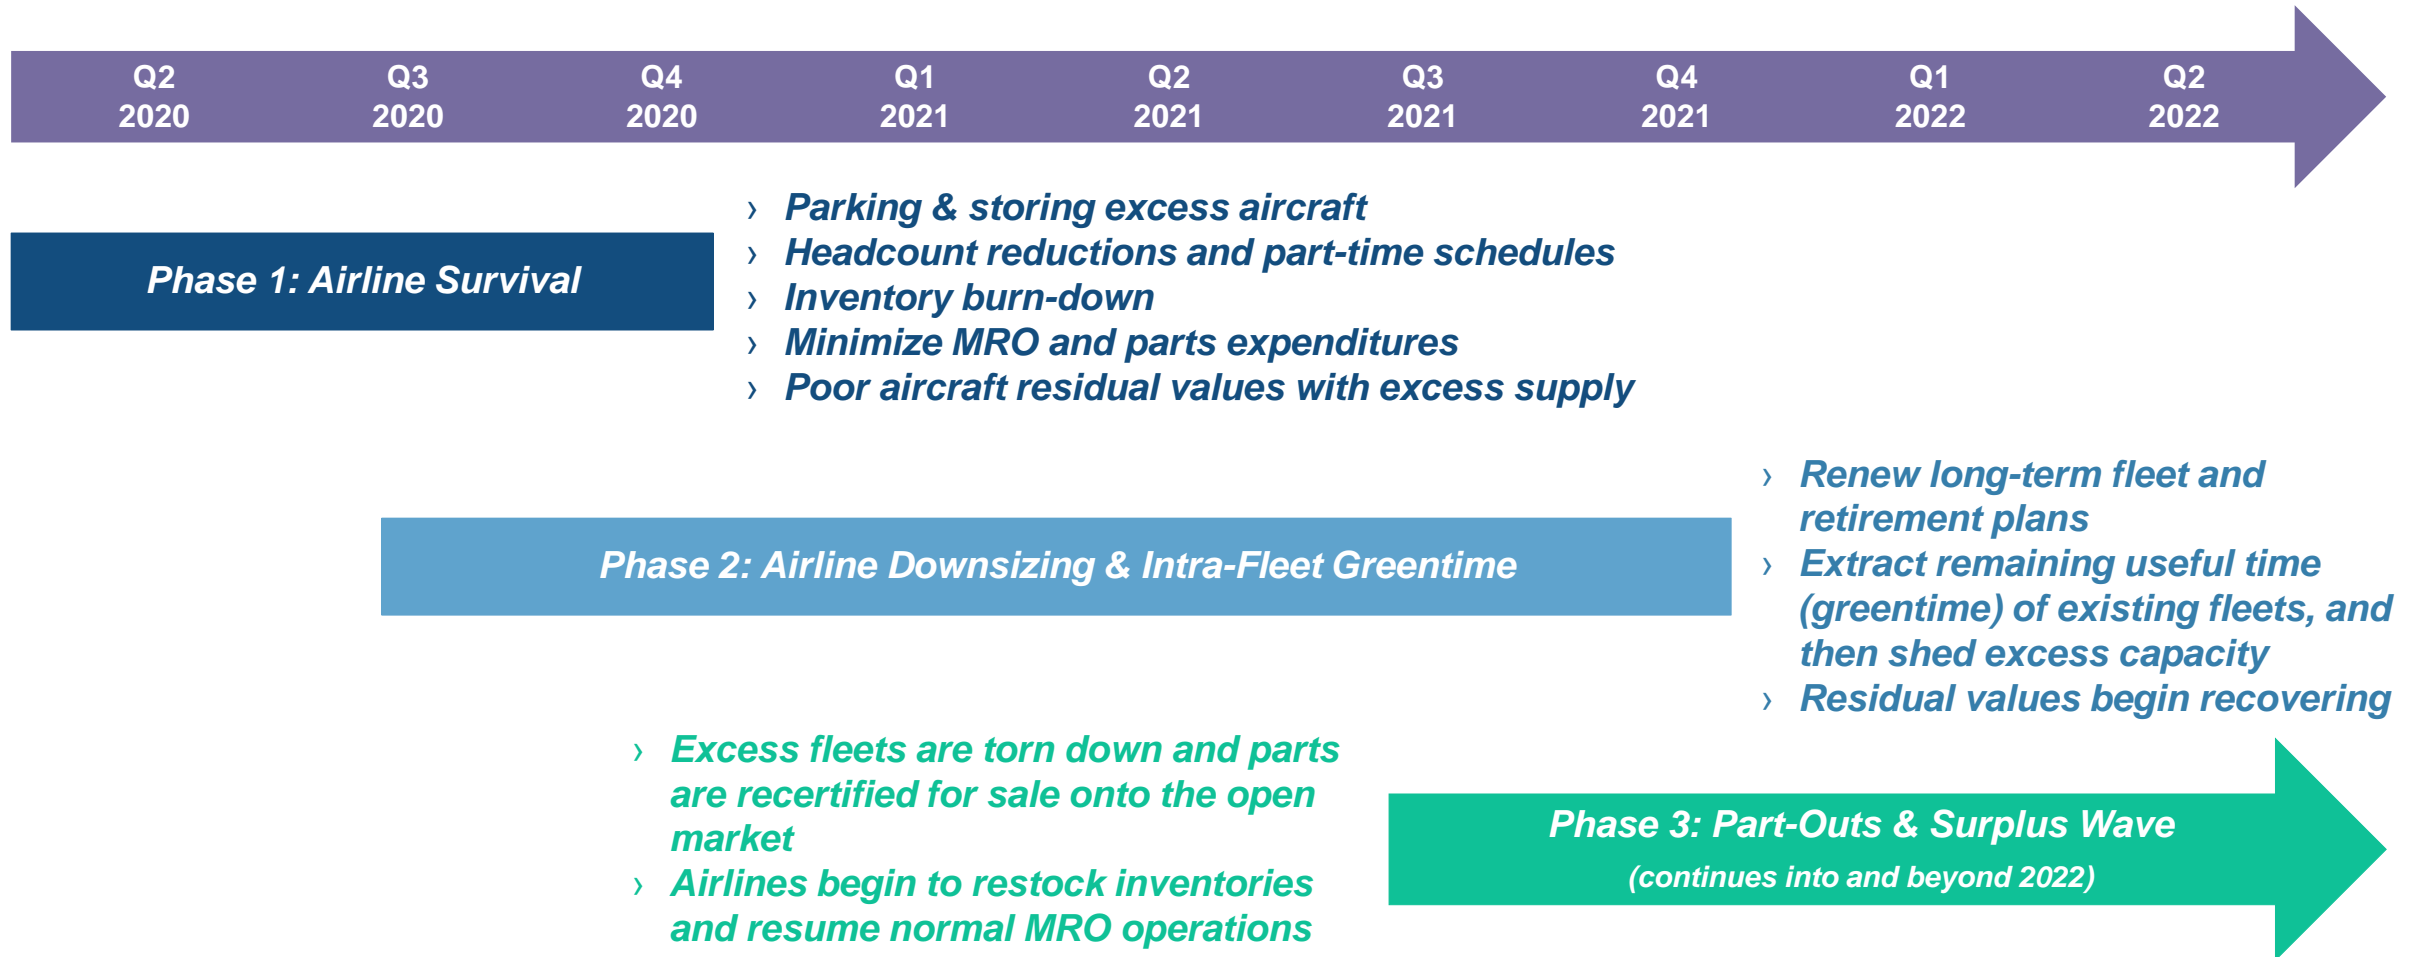 Q2 Q3 Q4 Q1 Q2 Q3 Q4 Q1 Q2
2020 2020 2020 2021 2021 2021 2021 2022 2022
Phase 1: Airline Survival
› Parking & storing excess aircraft
› Headcount reductions and part-time schedules
› Inventory burn-down
› Minimize MRO and parts expenditures
› Poor aircraft residual values with excess supply
Phase 2: Airline Downsizing & Intra-Fleet Greentime
› Renew long-term fleet and
retirement plans
› Extract remaining useful time
(greentime) of existing fleets, and
then shed excess capacity
› Residual values begin recovering
› Excess fleets are torn down and parts
are recertified for sale onto the open
market
› Airlines begin to restock inventories
and resume normal MRO operations
Phase 3: Part-Outs & Surplus Wave
(continues into and beyond 2022)